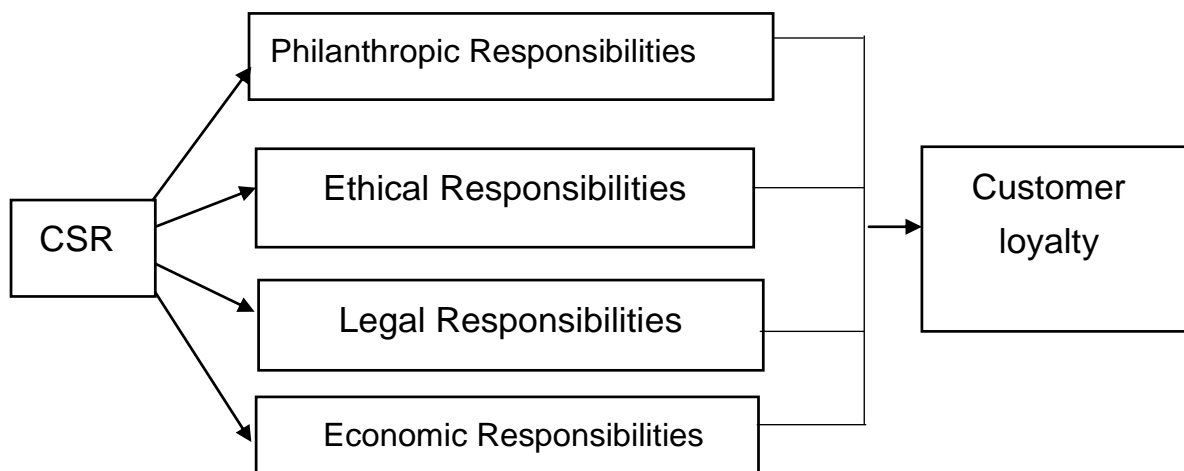 Philanthropic Responsibilities
Ethical Responsibilities
CSR
Legal Responsibilities
Economic Responsibilities
Customer
loyalty